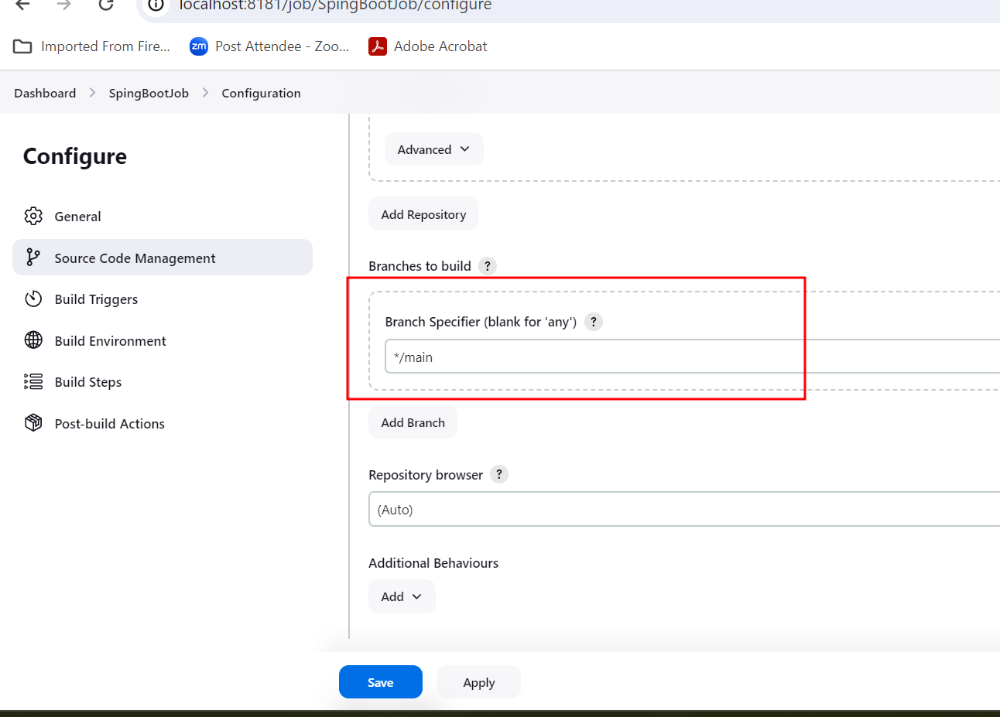 localhost:8181/job/SpingBootJob/configure
Imported From Fire... zm Post Attendee - Zoo... Adobe Acrobat
Dashboard > SpingBootJob > Configuration
Configure
General
Source Code Management
Build Triggers
Build Environment
Build Steps
Post-build Actions
Advanced
Add Repository
Branches to build ?
Branch Specifier (blank for 'any') ?
*/main
Add Branch
Repository browser ?
(Auto)
Additional Behaviours
Add
Save Apply